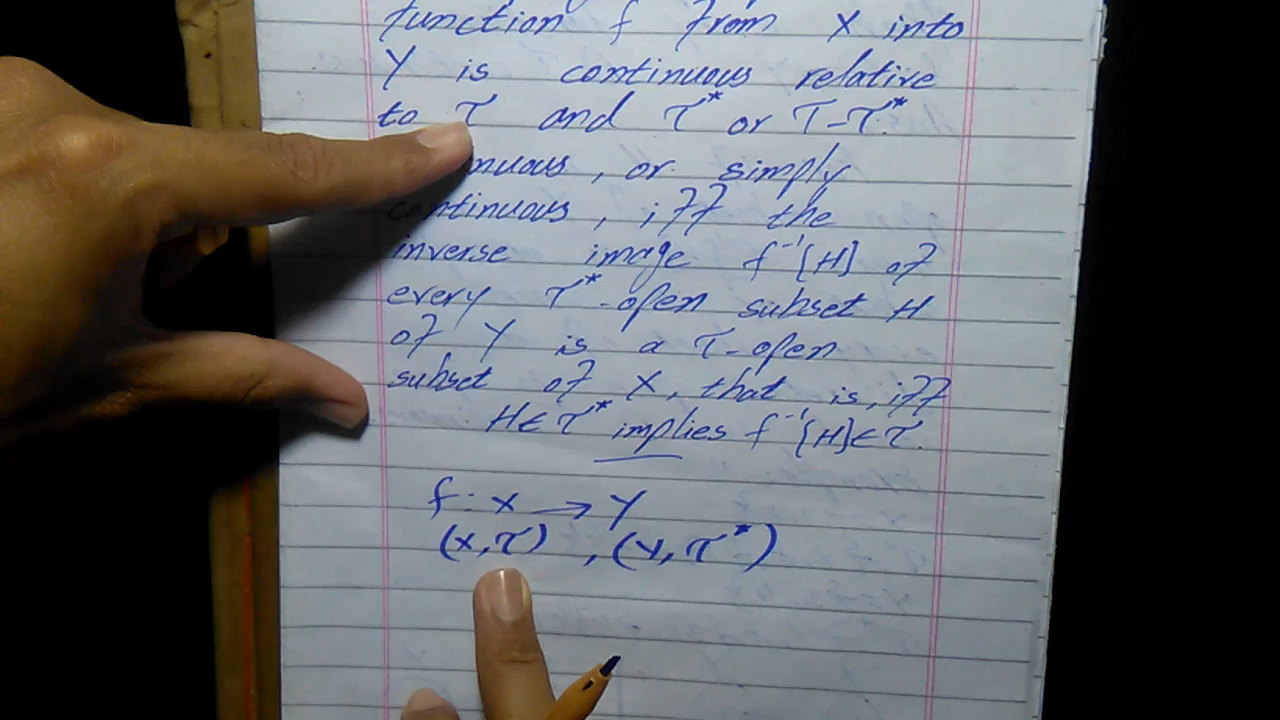 function f from X into
Y is continuous relative
to τ and τ* or τ-τ*.
nuous, or simply
continuous, iff the
inverse image f⁻¹[H] of
every τ*-open subset H
of Y is a τ-open
subset of X, that is, iff
H∈τ* implies f⁻¹[H]∈τ.
f: X → Y
(X,τ), (Y,τ*)